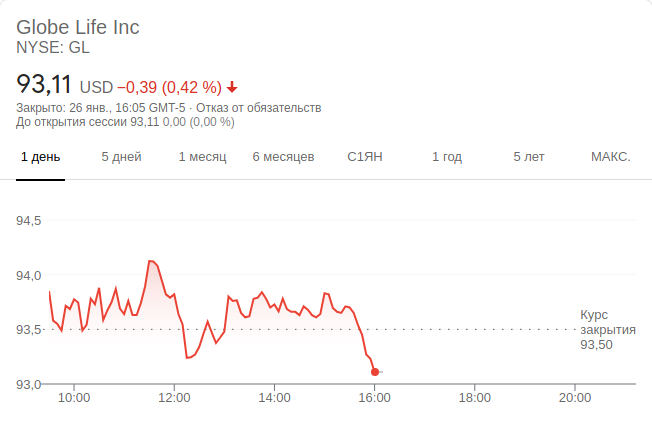 Globe Life Inc
NYSE: GL
93,11 USD −0,39 (0,42 %)
Закрыто: 26 янв., 16:05 GMT-5 · Отказ от обязательств
До открытия сессии 93,11 0,00 (0,00 %)
1 день 5 дней 1 месяц 6 месяцев С1ЯН 1 год 5 лет МАКС.
94,5
94,0
93,5
93,0
Курс
закрытия
93,50
10:00 12:00 14:00 16:00 18:00 20:00